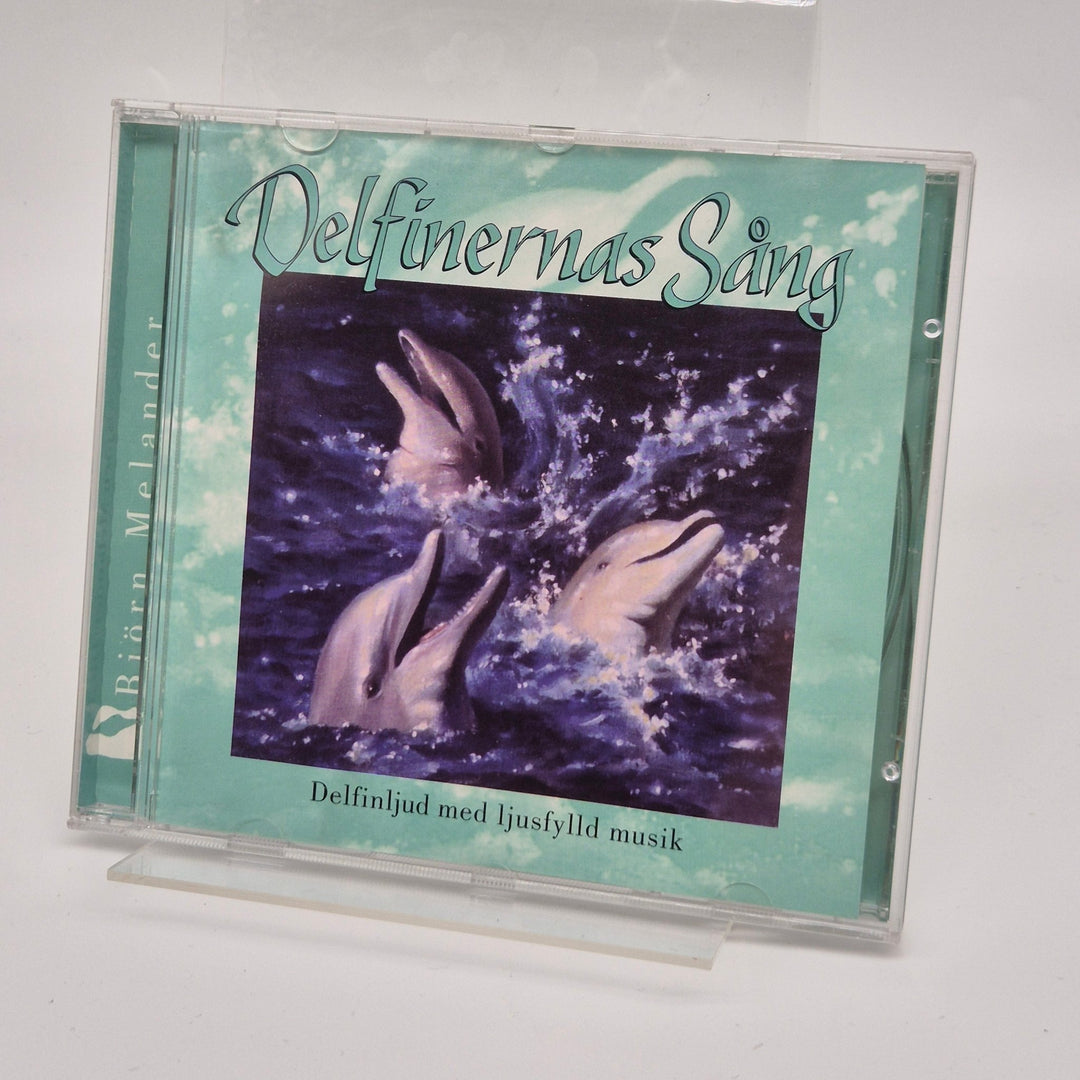 Delfinernas Sång
Björn Melander
Delfinljud med ljusfylld musik